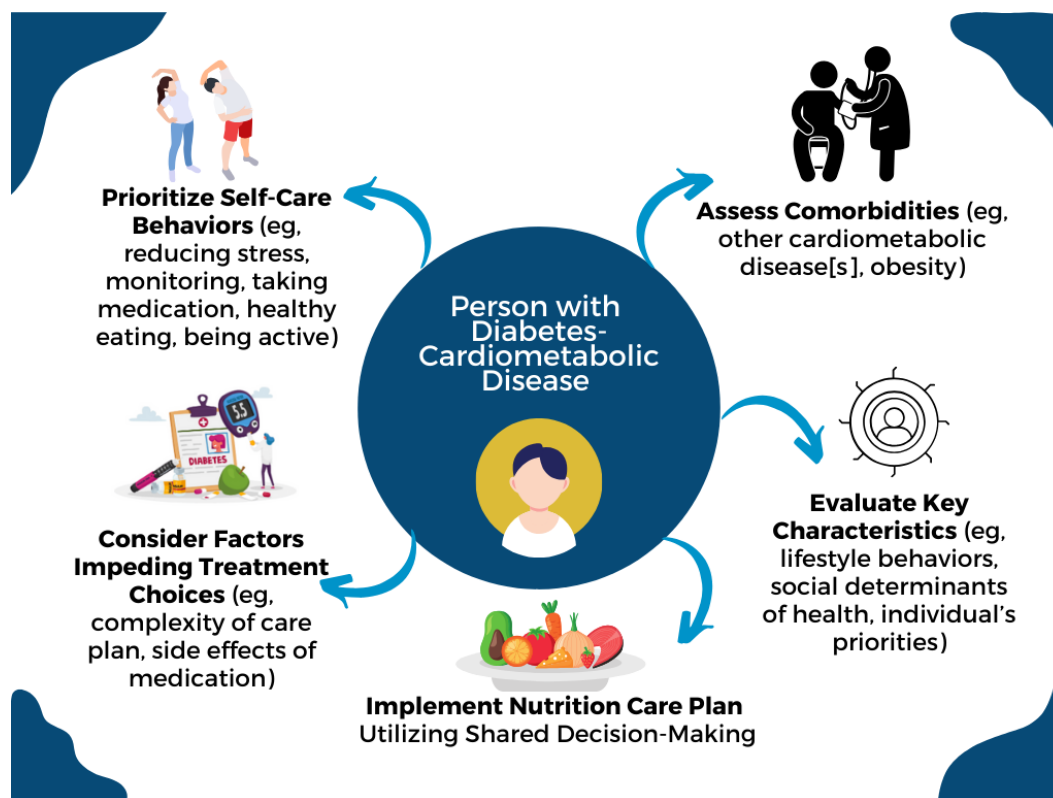 Prioritize Self-Care
Behaviors (eg,
reducing stress,
monitoring, taking
medication, healthy
eating, being active)
Assess Comorbidities (eg,
other cardiometabolic
disease[s], obesity)
Person with
Diabetes-
Cardiometabolic
Disease
5.5
DIABETES
Consider Factors
Impeding Treatment
Choices (eg,
complexity of care
plan, side effects of
medication)
Evaluate Key
Characteristics (eg,
lifestyle behaviors,
social determinants
of health, individual’s
priorities)
Implement Nutrition Care Plan
Utilizing Shared Decision-Making